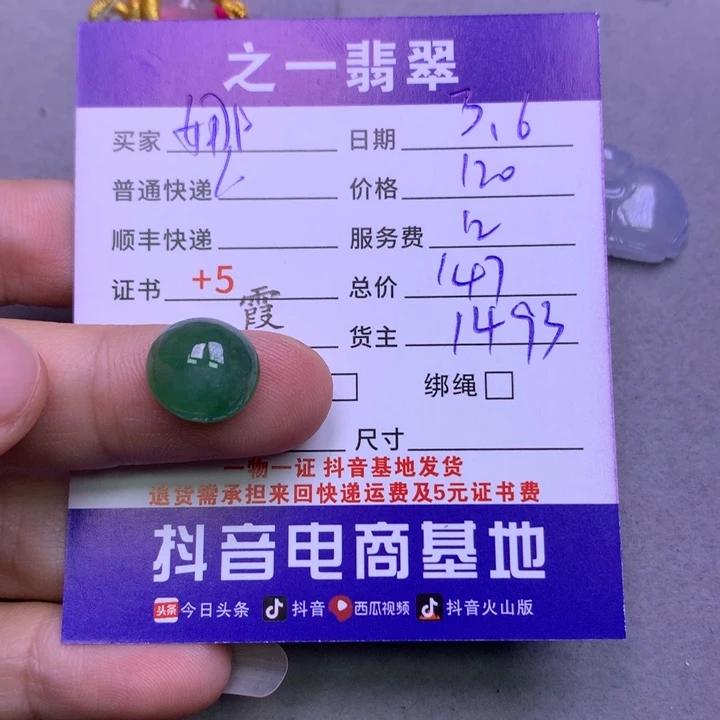 之一翡翠
买家 娜 日期 3.6
普通快递 价格 120
顺丰快递 服务费 12
证书 +5 总价 147
霞 货主 1493
绑绳
尺寸
一物一证 抖音基地发货
退货需承担来回快递运费及5元证书费
抖音电商基地
头条 今日头条 抖音 西瓜视频 抖音火山版